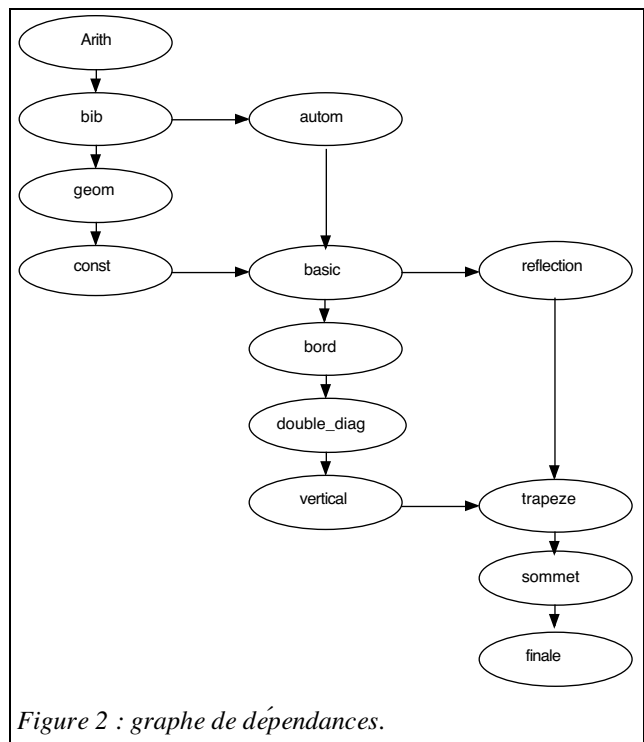 Arith
bib
autom
geom
const
basic
reflection
bord
double_diag
vertical
trapeze
sommet
finale
Figure 2 : graphe de dépendances.